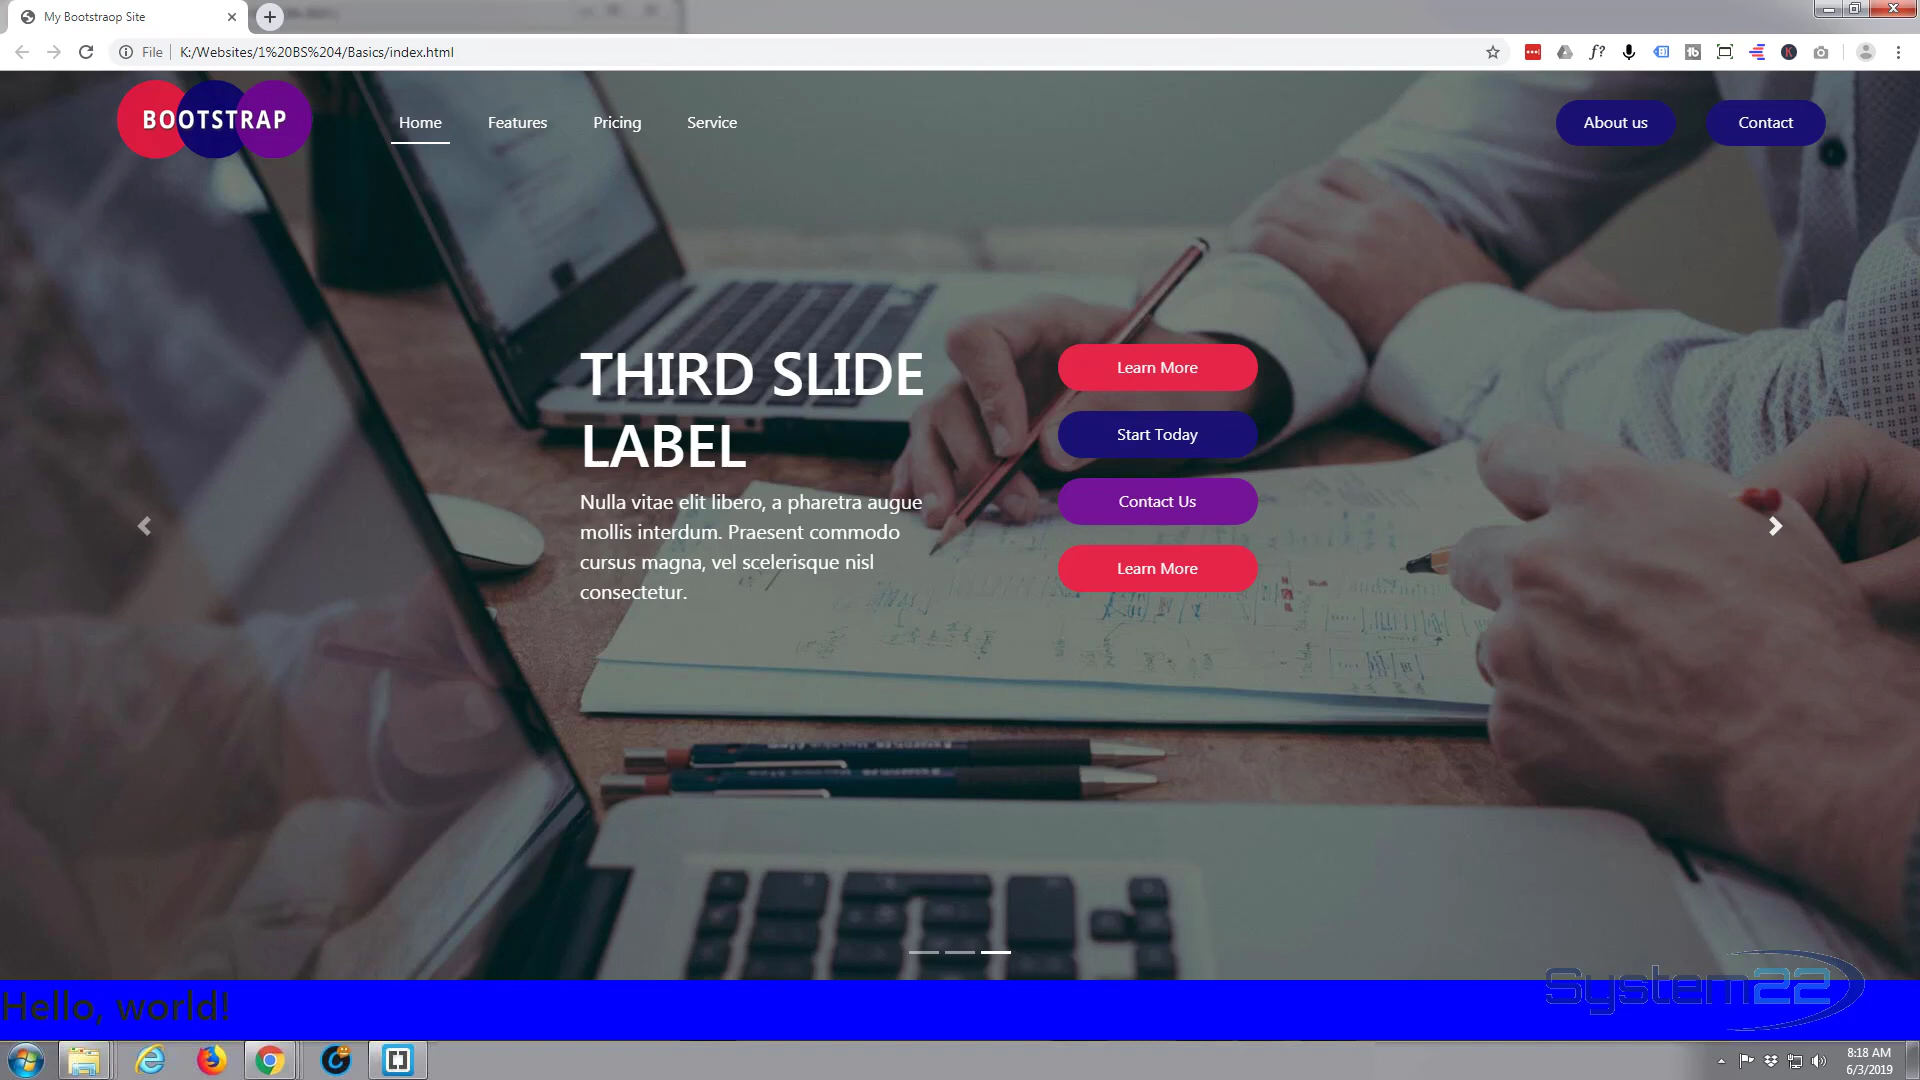 My Bootstraop Site
File
K:/Websites/1%20BS%204/Basics/index.html
f?
K
BOOTSTRAP
Home
Features
Pricing
Service
About us
Contact
THIRD SLIDE
LABEL
Nulla vitae elit libero, a pharetra augue
mollis interdum. Praesent commodo
cursus magna, vel scelerisque nisl
consectetur.
Learn More
Start Today
Contact Us
Learn More
Hello, world!
System22
8:18 AM
6/3/2019